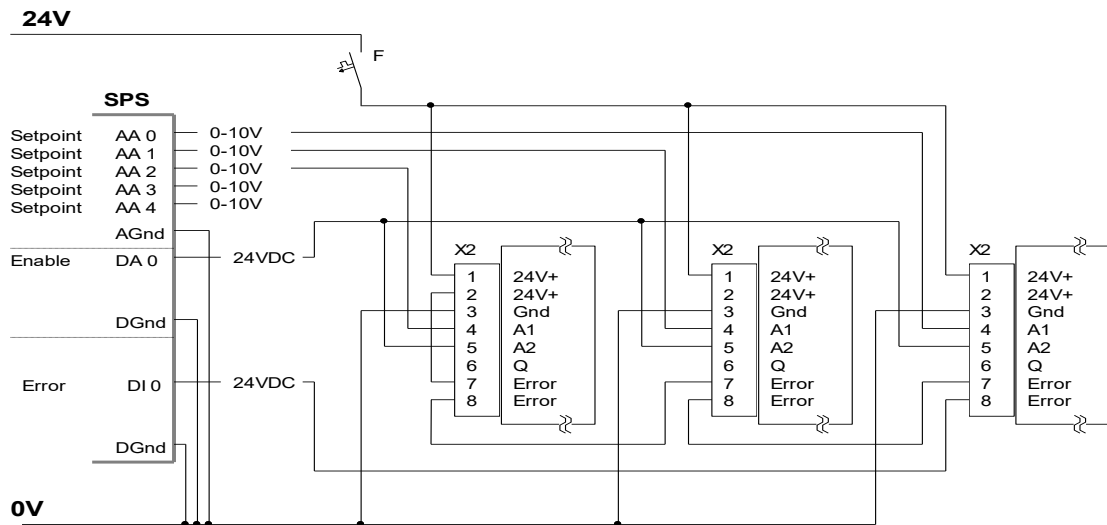 24V
F
SPS
Setpoint AA 0 0-10V
Setpoint AA 1 0-10V
Setpoint AA 2 0-10V
Setpoint AA 3 0-10V
Setpoint AA 4 0-10V
AGnd
Enable DA 0 24VDC
DGnd
Error DI 0 24VDC
DGnd
0V
X2
1 24V+
2 24V+
3 Gnd
4 A1
5 A2
6 Q
7 Error
8 Error
X2
1 24V+
2 24V+
3 Gnd
4 A1
5 A2
6 Q
7 Error
8 Error
X2
1 24V+
2 24V+
3 Gnd
4 A1
5 A2
6 Q
7 Error
8 Error